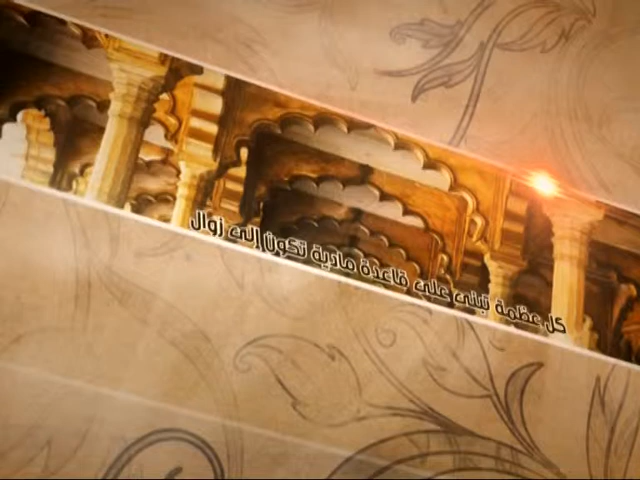 كل عظمة تبنى على قاعدة مادية تكون إلى زوال